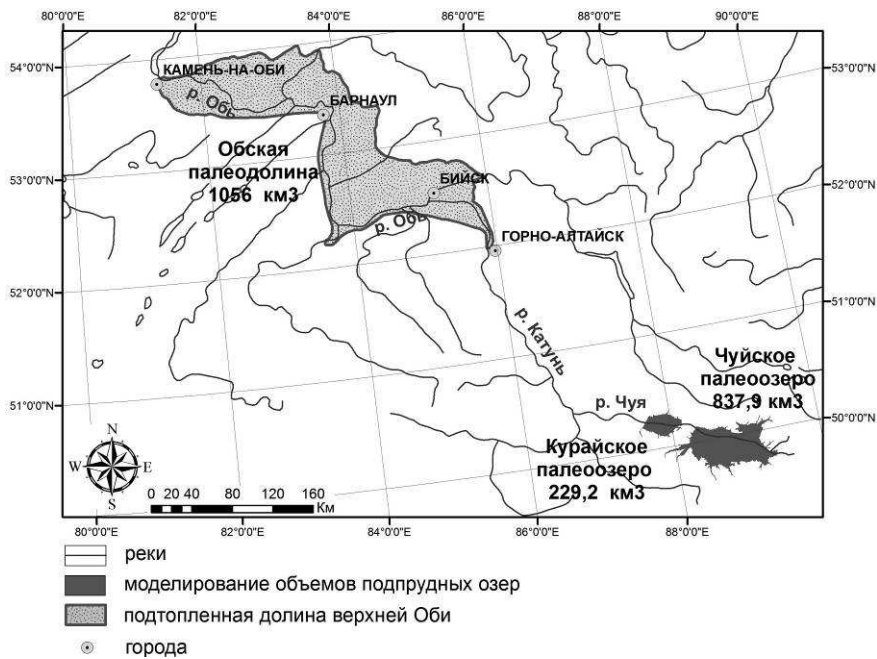 80°0'0"E 82°0'0"E 84°0'0"E 86°0'0"E 88°0'0"E 90°0'0"E
54°0'0"N
53°0'0"N
КАМЕНЬ-НА-ОБИ
р. Обь
БАРНАУЛ
Обская
палеодолина
1056 км3
53°0'0"N
52°0'0"N
БИЙСК
р. Обь
ГОРНО-АЛТАЙСК
52°0'0"N
51°0'0"N
р. Катунь
Чуйское
палеоозеро
837,9 км3
51°0'0"N
50°0'0"N
р. Чуя
Курайское
палеоозеро
229,2 км3
N
W E
S
0 20 40 80 120 160
Км
80°0'0"E 82°0'0"E 84°0'0"E 86°0'0"E 88°0'0"E
реки
моделирование объемов подпрудных озер
подтопленная долина верхней Оби
города